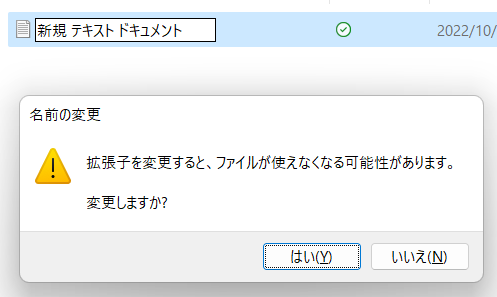 新規 テキスト ドキュメント
2022/10/
名前の変更
拡張子を変更すると、ファイルが使えなくなる可能性があります。
変更しますか?
はい(Y)
いいえ(N)